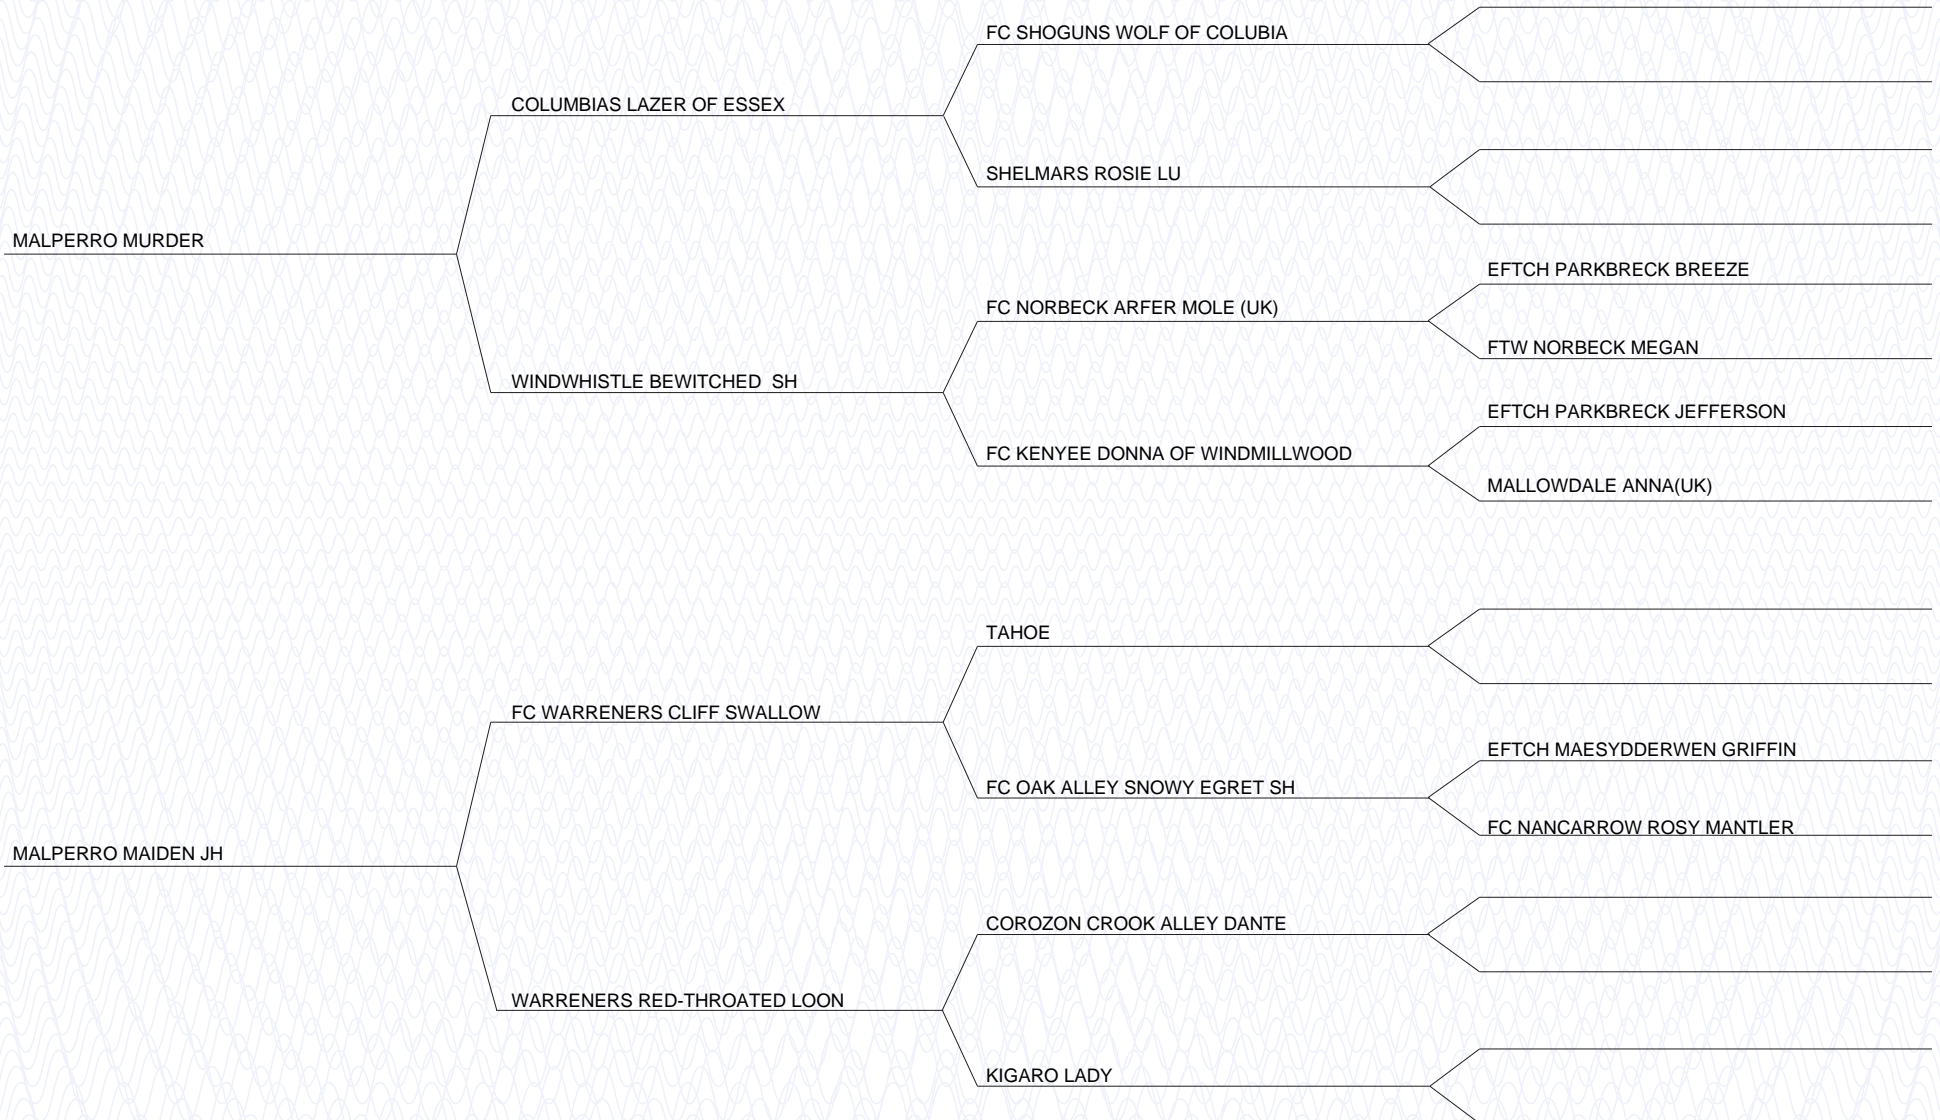 FC SHOGUNS WOLF OF COLUBIA
COLUMBIAS LAZER OF ESSEX
SHELMARS ROSIE LU
MALPERRO MURDER
EFTCH PARKBRECK BREEZE
FC NORBECK ARFER MOLE (UK)
FTW NORBECK MEGAN
WINDWHISTLE BEWITCHED  SH
EFTCH PARKBRECK JEFFERSON
FC KENYEE DONNA OF WINDMILLWOOD
MALLOWDALE ANNA(UK)
TAHOE
FC WARRENERS CLIFF SWALLOW
EFTCH MAESYDDERWEN GRIFFIN
FC OAK ALLEY SNOWY EGRET SH
FC NANCARROW ROSY MANTLER
MALPERRO MAIDEN JH
COROZON CROOK ALLEY DANTE
WARRENERS RED-THROATED LOON
KIGARO LADY